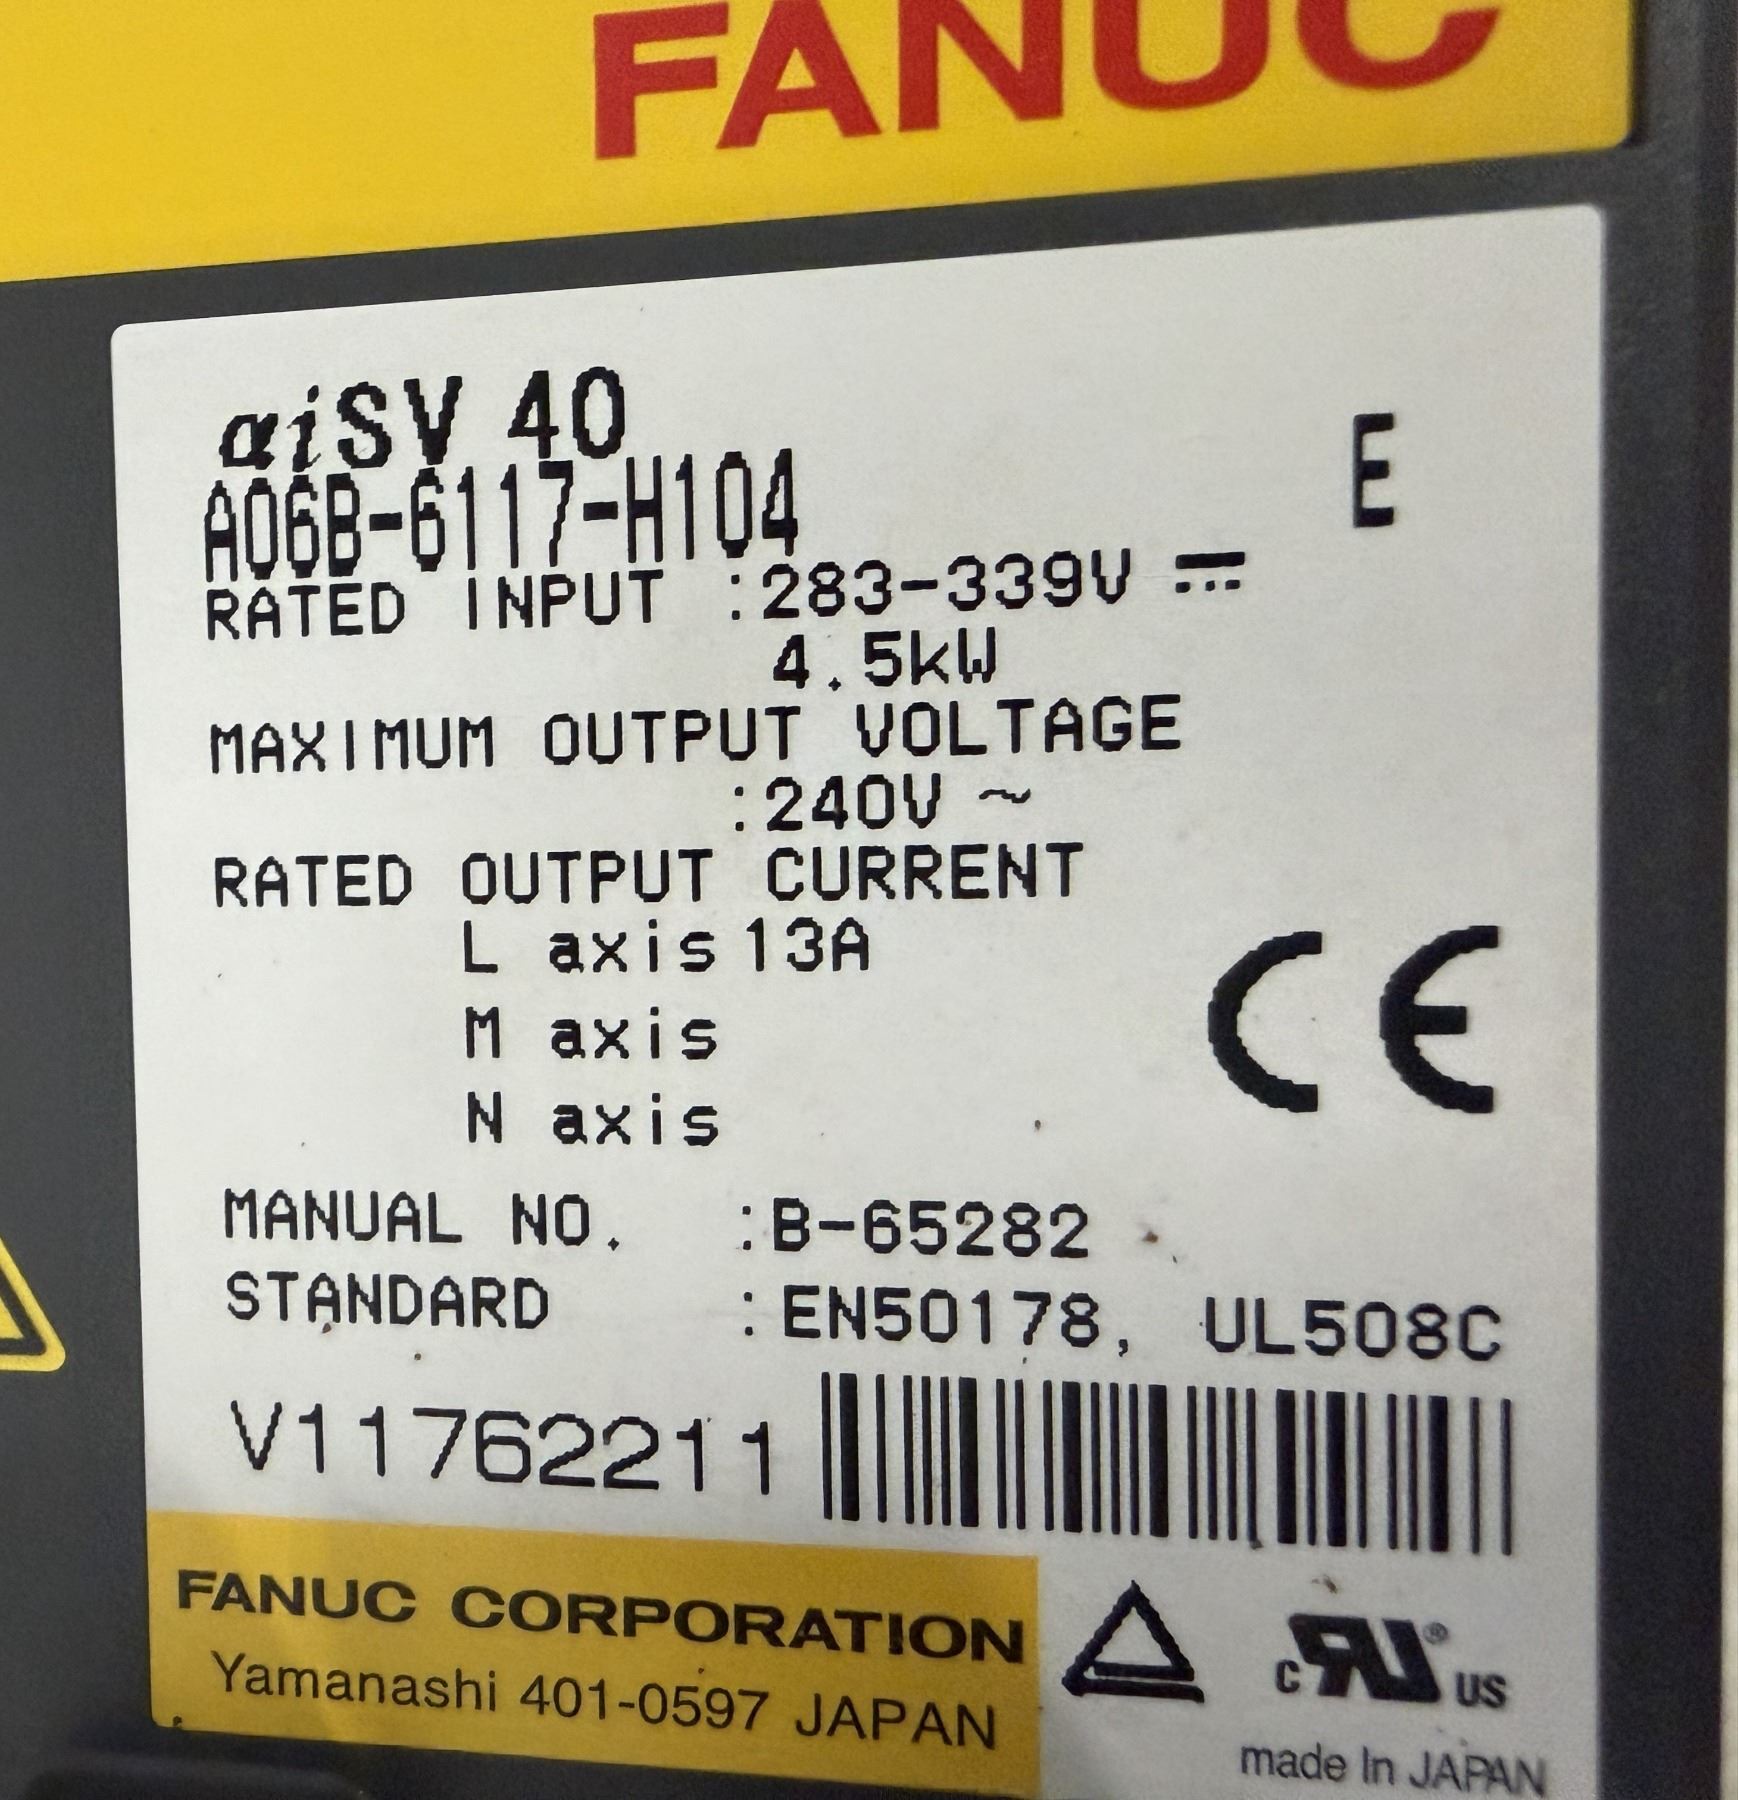 FANUC
αiSV 40
E
A06B-6117-H104
RATED INPUT :283-339V ⎓
4.5kW
MAXIMUM OUTPUT VOLTAGE
:240V ~
RATED OUTPUT CURRENT
L axis 13A
M axis
N axis
CE
MANUAL NO. :B-65282
STANDARD :EN50178, UL508C
V11762211
FANUC CORPORATION
Yamanashi 401-0597 JAPAN
c RU ® US
made In JAPAN